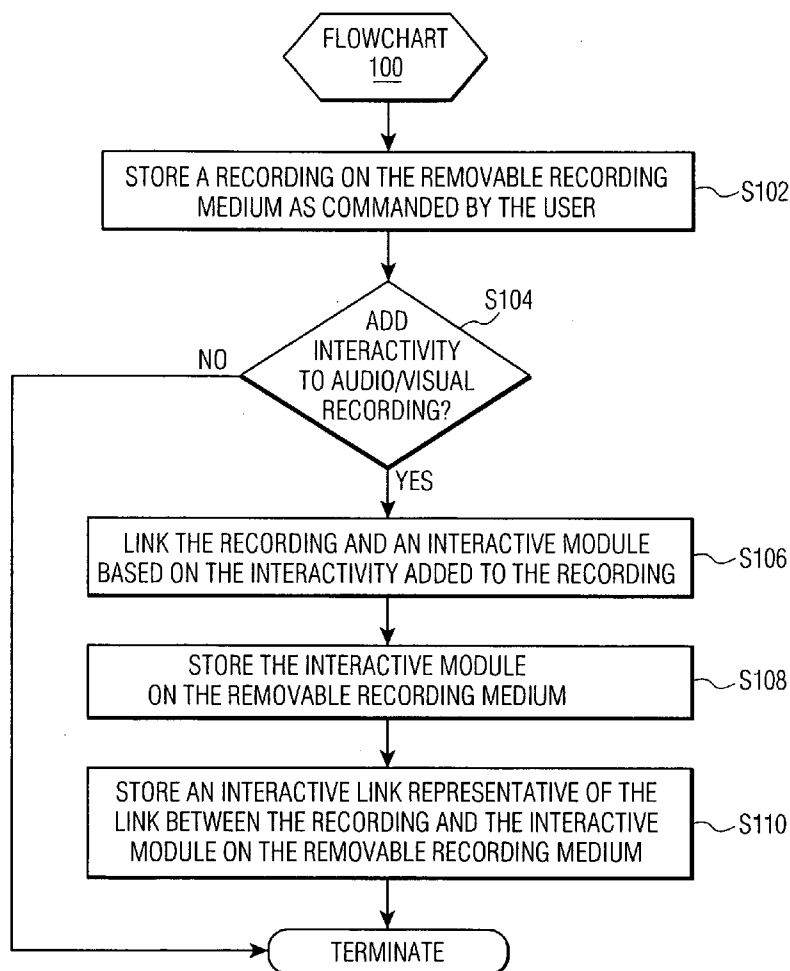 FLOWCHART
100
STORE A RECORDING ON THE REMOVABLE RECORDING
MEDIUM AS COMMANDED BY THE USER
S102
S104
ADD
INTERACTIVITY
TO AUDIO/VISUAL
RECORDING?
NO
YES
LINK THE RECORDING AND AN INTERACTIVE MODULE
BASED ON THE INTERACTIVITY ADDED TO THE RECORDING
S106
STORE THE INTERACTIVE MODULE
ON THE REMOVABLE RECORDING MEDIUM
S108
STORE AN INTERACTIVE LINK REPRESENTATIVE OF THE
LINK BETWEEN THE RECORDING AND THE INTERACTIVE
MODULE ON THE REMOVABLE RECORDING MEDIUM
S110
TERMINATE